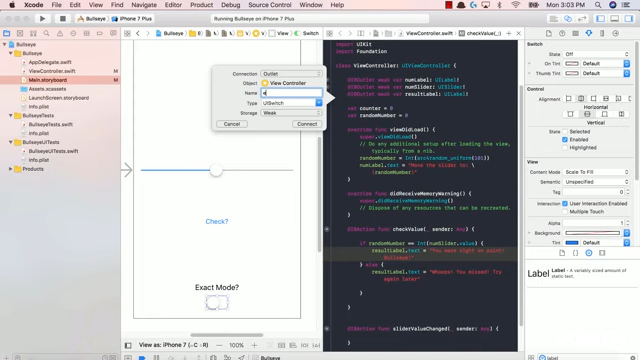 Xcode File Edit View Find Navigate Editor Product Debug Source Control Window Help
Mon 3:03 PM
Bullseye iPhone 7 Plus
Running Bullseye on iPhone 7 Plus
Bullseye
Bullseye
AppDelegate.swift
ViewController.swift M
Main.storyboard M
Assets.xcassets
LaunchScreen.storyboard
Info.plist
BullseyeTests
BullseyeTests.swift
Info.plist
BullseyeUITests
BullseyeUITests.swift
Info.plist
Products
View
Switch
Connection Outlet
Object View Controller
Name e
Type UISwitch
Storage Weak
Cancel Connect
Check?
Exact Mode?
View as: iPhone 7 (wC hR)
100%
ViewController.swift
checkValue(_:)
import UIKit
import Foundation
class ViewController: UIViewController {
@IBOutlet weak var numLabel: UILabel!
@IBOutlet weak var numSlider: UISlider!
@IBOutlet weak var resultLabel: UILabel!
var counter = 0
var randomNumber = 0
override func viewDidLoad() {
super.viewDidLoad()
// Do any additional setup after loading the view,
typically from a nib.
randomNumber = Int(arc4random_uniform(101))
numLabel.text = "Move the slider to: \
(randomNumber)"
}
override func didReceiveMemoryWarning() {
super.didReceiveMemoryWarning()
// Dispose of any resources that can be recreated.
}
@IBAction func checkValue(_ sender: Any) {
if randomNumber == Int(numSlider.value) {
resultLabel.text = "You were right on point!
Bullseye!"
} else {
resultLabel.text = "Whoops! You missed! Try
again later"
}
}
@IBAction func sliderValueChanged(_ sender: Any) {
Switch
State Off
On Tint
Thumb Tint
Control
Alignment
Horizontal
Vertical
State Selected
Enabled
Highlighted
View
Content Mode Scale To Fill
Semantic Unspecified
Tag 0
Interaction User Interaction Enabled
Multiple Touch
Alpha 1
Background
Tint Default
Label Label - A variable sized amount of
static text.
Bullseye
label